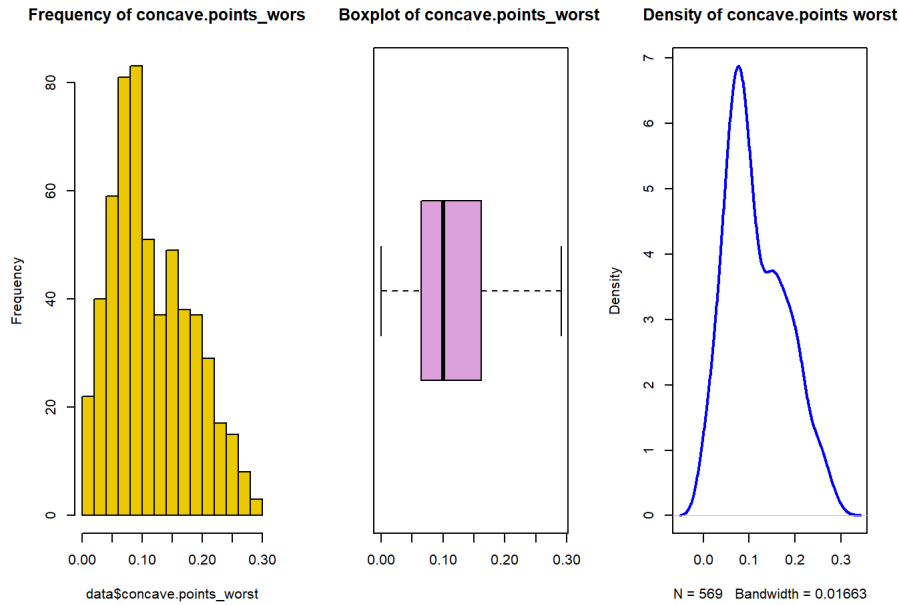 Frequency of concave.points_wors
Frequency
0 20 40 60 80
0.00 0.10 0.20 0.30
data$concave.points_worst
Boxplot of concave.points_worst
0.00 0.10 0.20 0.30
Density of concave.points worst
Density
0 1 2 3 4 5 6 7
0.0 0.1 0.2 0.3
N = 569 Bandwidth = 0.01663